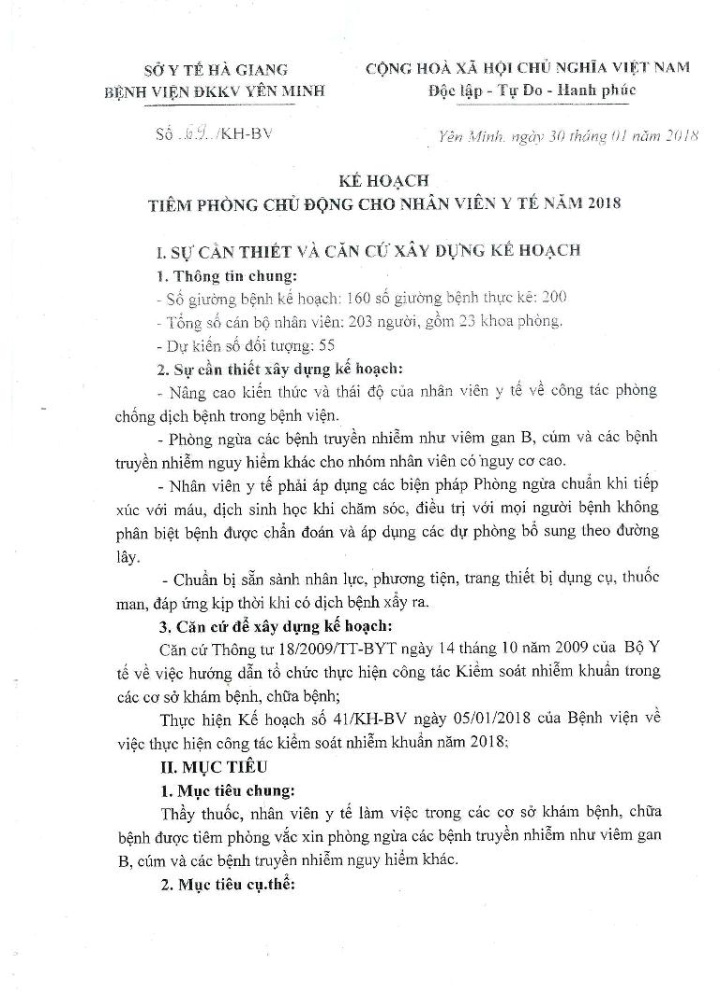 SỞ Y TẾ HÀ GIANG
BỆNH VIỆN ĐKKV YÊN MINH
CỘNG HOÀ XÃ HỘI CHỦ NGHĨA VIỆT NAM
Độc lập - Tự Do - Hanh phúc
Số .69../KH-BV
Yên Minh, ngày 30 tháng 01 năm 2018
KẾ HOẠCH
TIÊM PHÒNG CHỦ ĐỘNG CHO NHÂN VIÊN Y TẾ NĂM 2018
I. SỰ CẦN THIẾT VÀ CĂN CỨ XÂY DỰNG KẾ HOẠCH
1. Thông tin chung:
- Số giường bệnh kế hoạch: 160 số giường bệnh thực kê: 200
- Tổng số cán bộ nhân viên: 203 người, gồm 23 khoa phòng.
- Dự kiến số đối tượng: 55
2. Sự cần thiết xây dựng kế hoạch:
- Nâng cao kiến thức và thái độ của nhân viên y tế về công tác phòng
chống dịch bệnh trong bệnh viện.
- Phòng ngừa các bệnh truyền nhiễm như viêm gan B, cúm và các bệnh
truyền nhiễm nguy hiểm khác cho nhóm nhân viên có nguy cơ cao.
- Nhân viên y tế phải áp dụng các biện pháp Phòng ngừa chuẩn khi tiếp
xúc với máu, dịch sinh học khi chăm sóc, điều trị với mọi người bệnh không
phân biệt bệnh được chẩn đoán và áp dụng các dự phòng bổ sung theo đường
lây.
- Chuẩn bị sẵn sành nhân lực, phương tiện, trang thiết bị dụng cụ, thuốc
man, đáp ứng kịp thời khi có dịch bệnh xẩy ra.
3. Căn cứ để xây dựng kế hoạch:
Căn cứ Thông tư 18/2009/TT-BYT ngày 14 tháng 10 năm 2009 của Bộ Y
tế về việc hướng dẫn tổ chức thực hiện công tác Kiểm soát nhiễm khuẩn trong
các cơ sở khám bệnh, chữa bệnh;
Thực hiện Kế hoạch số 41/KH-BV ngày 05/01/2018 của Bệnh viện về
việc thực hiện công tác kiểm soát nhiễm khuẩn năm 2018;
II. MỤC TIÊU
1. Mục tiêu chung:
Thầy thuốc, nhân viên y tế làm việc trong các cơ sở khám bệnh, chữa
bệnh được tiêm phòng vắc xin phòng ngừa các bệnh truyền nhiễm như viêm gan
B, cúm và các bệnh truyền nhiễm nguy hiểm khác.
2. Mục tiêu cụ.thể: